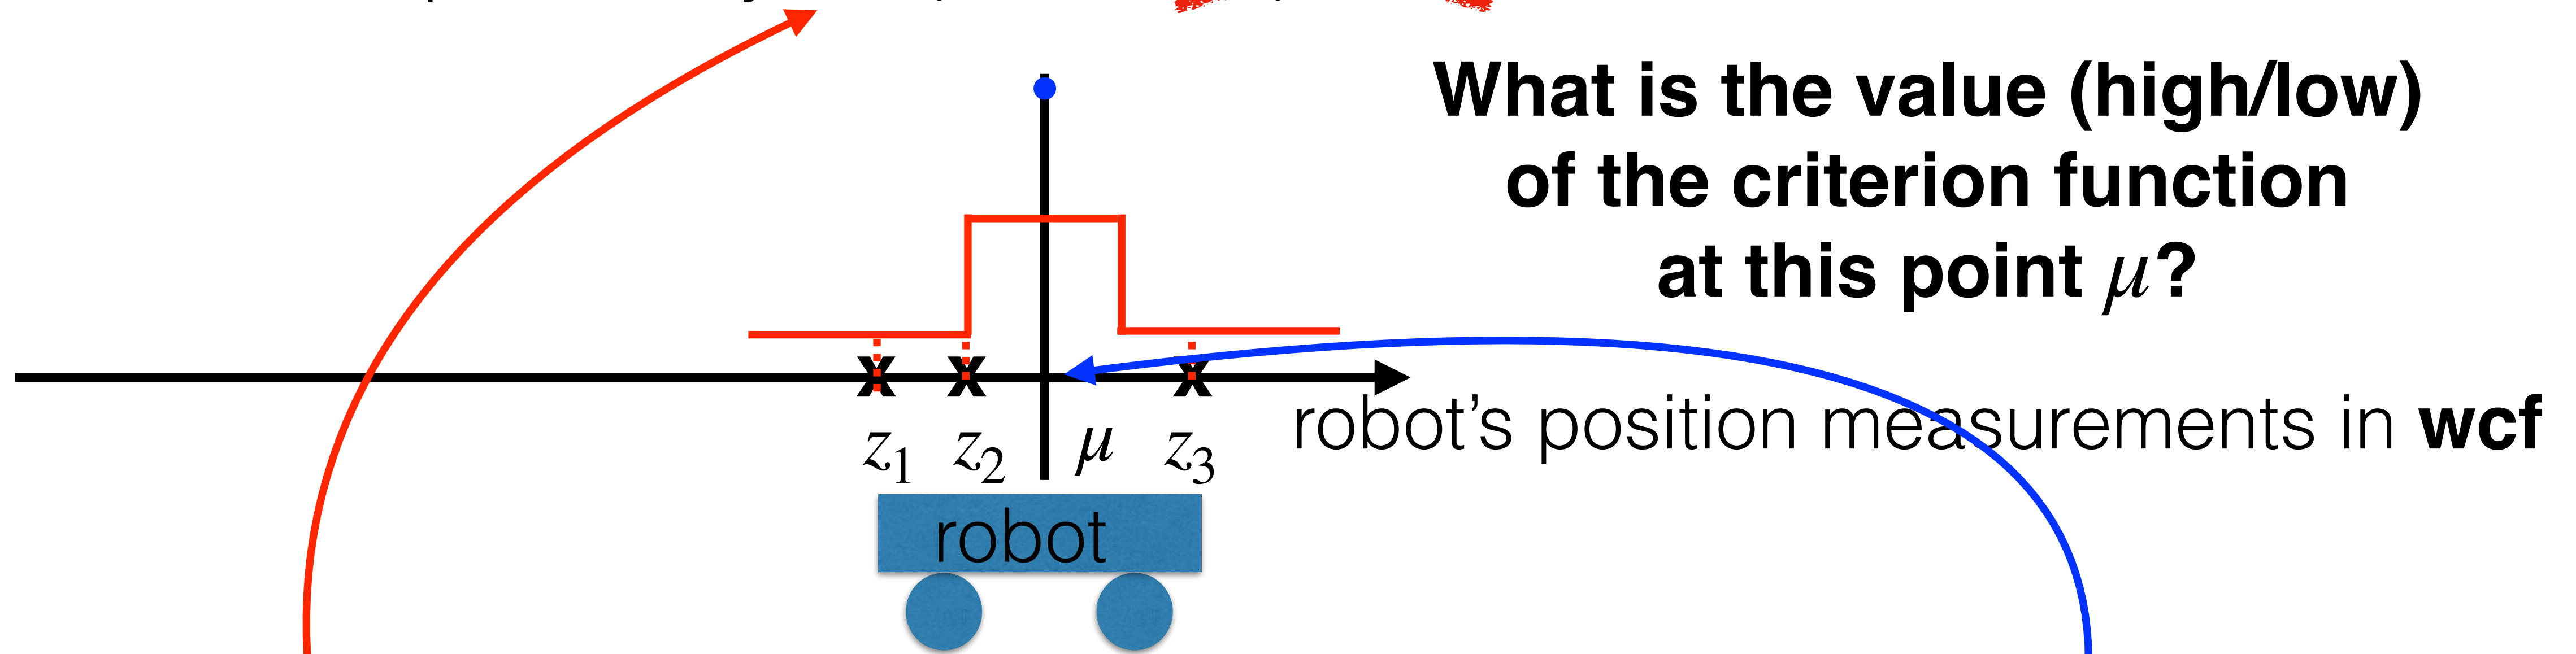 What is the value (high/low)
of the criterion function
at this point μ?
x x x
z₁ z₂ μ z₃
robot's position measurements in wcf
robot